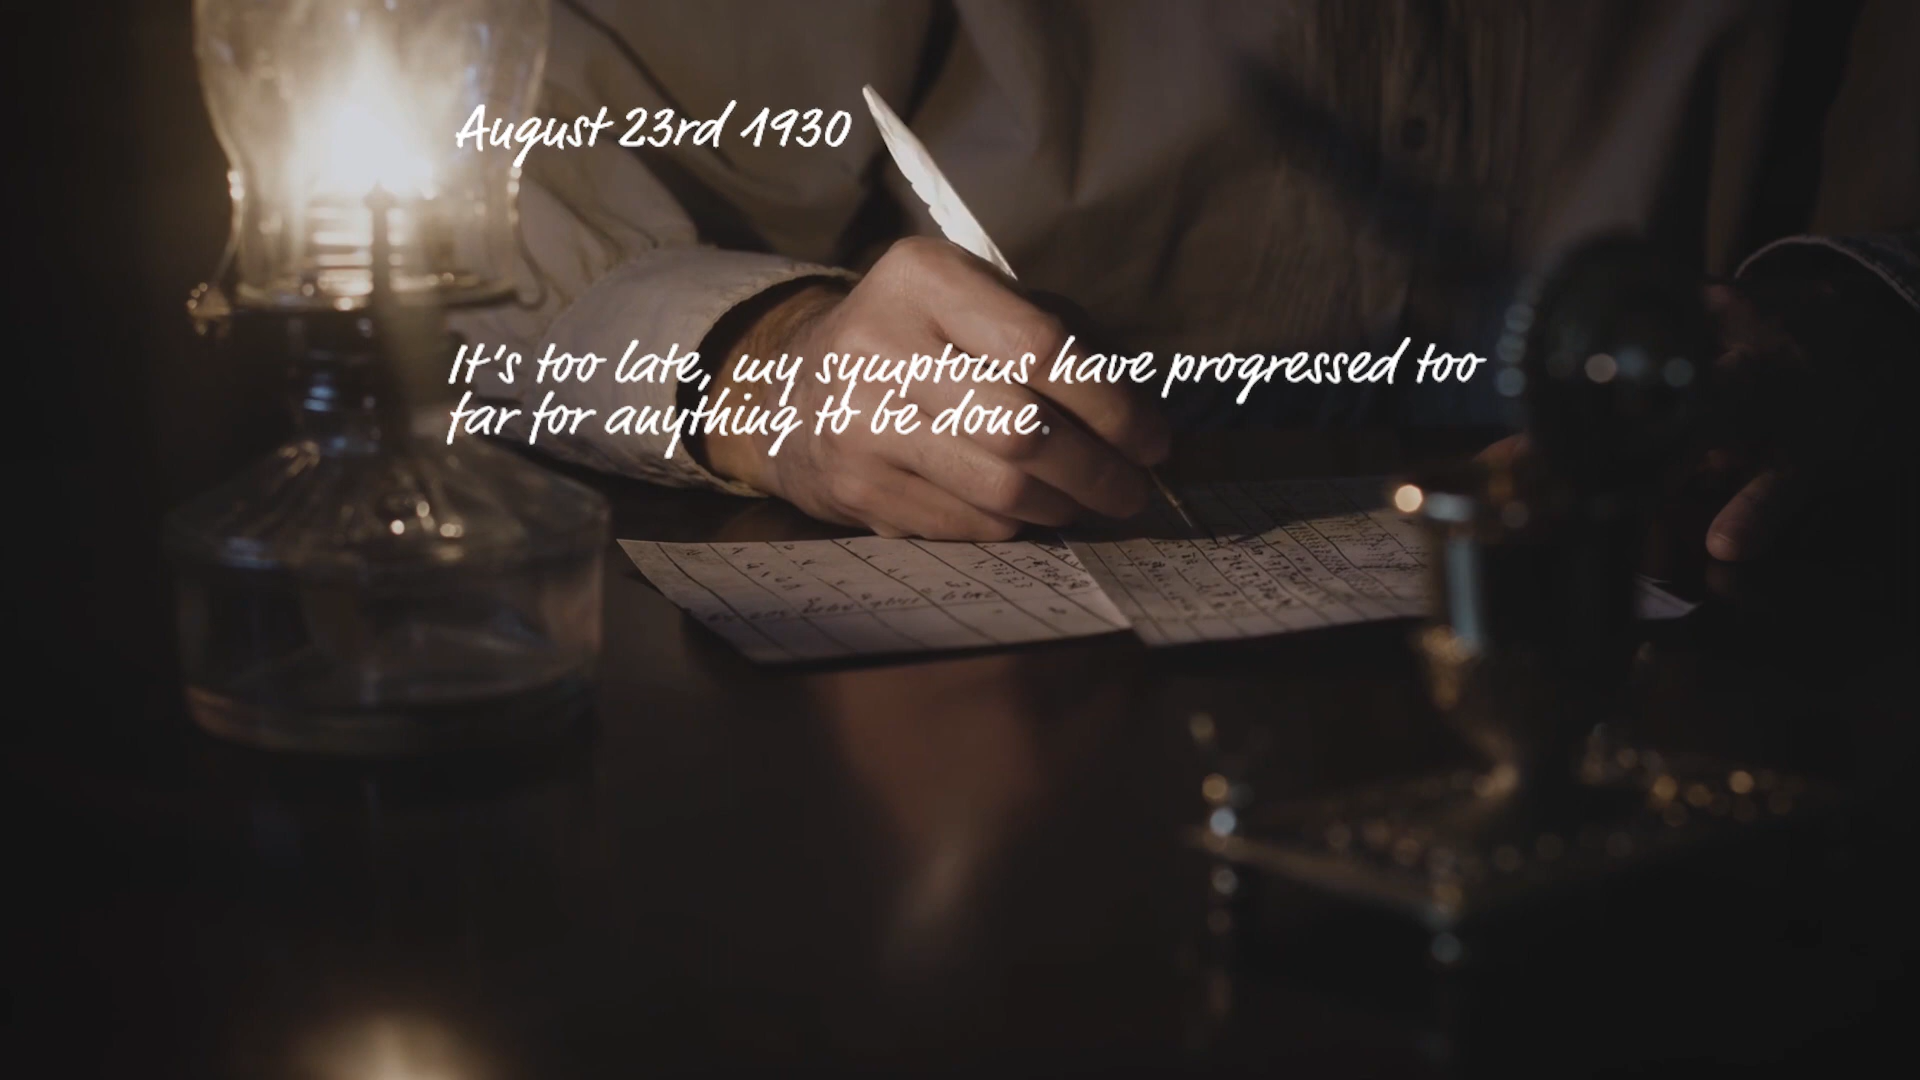 August 23rd 1930
It's too late, my symptoms have progressed too
far for anything to be done.